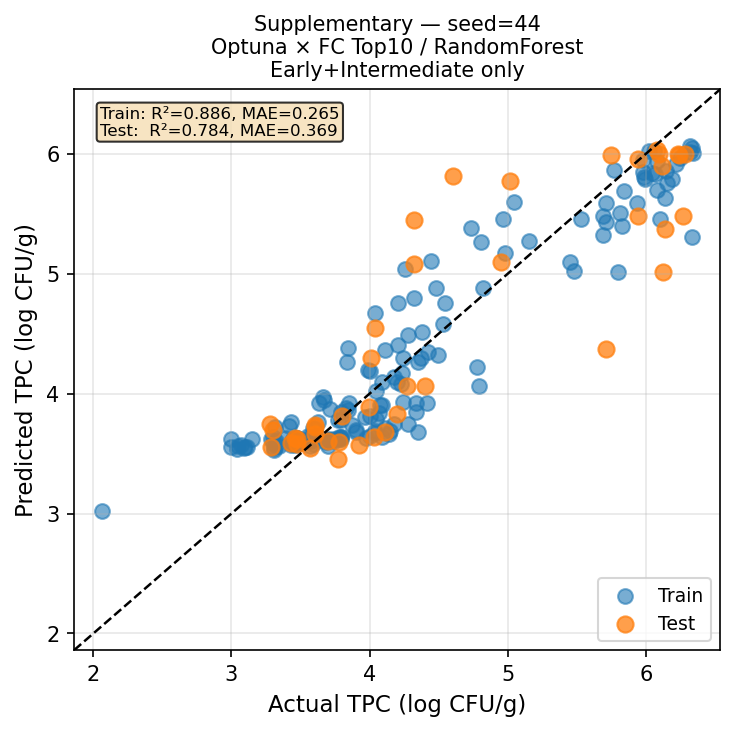 Supplementary — seed=44
Optuna × FC Top10 / RandomForest
Early+Intermediate only
Train: R²=0.886, MAE=0.265
Test:  R²=0.784, MAE=0.369
Predicted TPC (log CFU/g)
6
5
4
3
2
Train
Test
2 3 4 5 6
Actual TPC (log CFU/g)